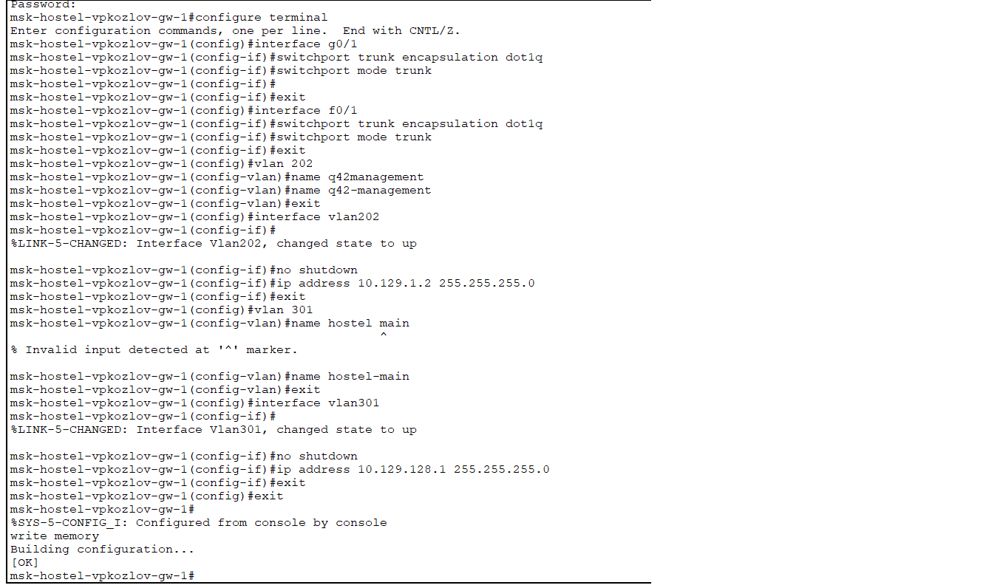 Password:
msk-hostel-vpkozlov-gw-1#configure terminal
Enter configuration commands, one per line.  End with CNTL/Z.
msk-hostel-vpkozlov-gw-1(config)#interface g0/1
msk-hostel-vpkozlov-gw-1(config-if)#switchport trunk encapsulation dot1q
msk-hostel-vpkozlov-gw-1(config-if)#switchport mode trunk
msk-hostel-vpkozlov-gw-1(config-if)#
msk-hostel-vpkozlov-gw-1(config-if)#exit
msk-hostel-vpkozlov-gw-1(config)#interface f0/1
msk-hostel-vpkozlov-gw-1(config-if)#switchport trunk encapsulation dot1q
msk-hostel-vpkozlov-gw-1(config-if)#switchport mode trunk
msk-hostel-vpkozlov-gw-1(config-if)#exit
msk-hostel-vpkozlov-gw-1(config)#vlan 202
msk-hostel-vpkozlov-gw-1(config-vlan)#name q42management
msk-hostel-vpkozlov-gw-1(config-vlan)#name q42-management
msk-hostel-vpkozlov-gw-1(config-vlan)#exit
msk-hostel-vpkozlov-gw-1(config)#interface vlan202
msk-hostel-vpkozlov-gw-1(config-if)#
%LINK-5-CHANGED: Interface Vlan202, changed state to up
msk-hostel-vpkozlov-gw-1(config-if)#no shutdown
msk-hostel-vpkozlov-gw-1(config-if)#ip address 10.129.1.2 255.255.255.0
msk-hostel-vpkozlov-gw-1(config-if)#exit
msk-hostel-vpkozlov-gw-1(config)#vlan 301
msk-hostel-vpkozlov-gw-1(config-vlan)#name hostel main
^
% Invalid input detected at '^' marker.
msk-hostel-vpkozlov-gw-1(config-vlan)#name hostel-main
msk-hostel-vpkozlov-gw-1(config-vlan)#exit
msk-hostel-vpkozlov-gw-1(config)#interface vlan301
msk-hostel-vpkozlov-gw-1(config-if)#
%LINK-5-CHANGED: Interface Vlan301, changed state to up
msk-hostel-vpkozlov-gw-1(config-if)#no shutdown
msk-hostel-vpkozlov-gw-1(config-if)#ip address 10.129.128.1 255.255.255.0
msk-hostel-vpkozlov-gw-1(config-if)#exit
msk-hostel-vpkozlov-gw-1(config)#exit
msk-hostel-vpkozlov-gw-1#
%SYS-5-CONFIG_I: Configured from console by console
write memory
Building configuration...
[OK]
msk-hostel-vpkozlov-gw-1#